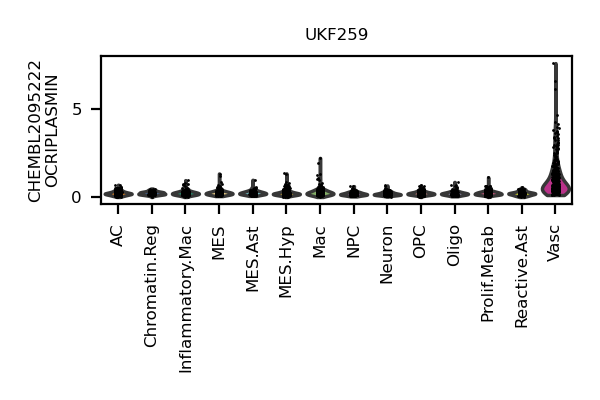 UKF259
CHEMBL2095222
OCRIPLASMIN
5
0
AC
Chromatin.Reg
Inflammatory.Mac
MES
MES.Ast
MES.Hyp
Mac
NPC
Neuron
OPC
Oligo
Prolif.Metab
Reactive.Ast
Vasc